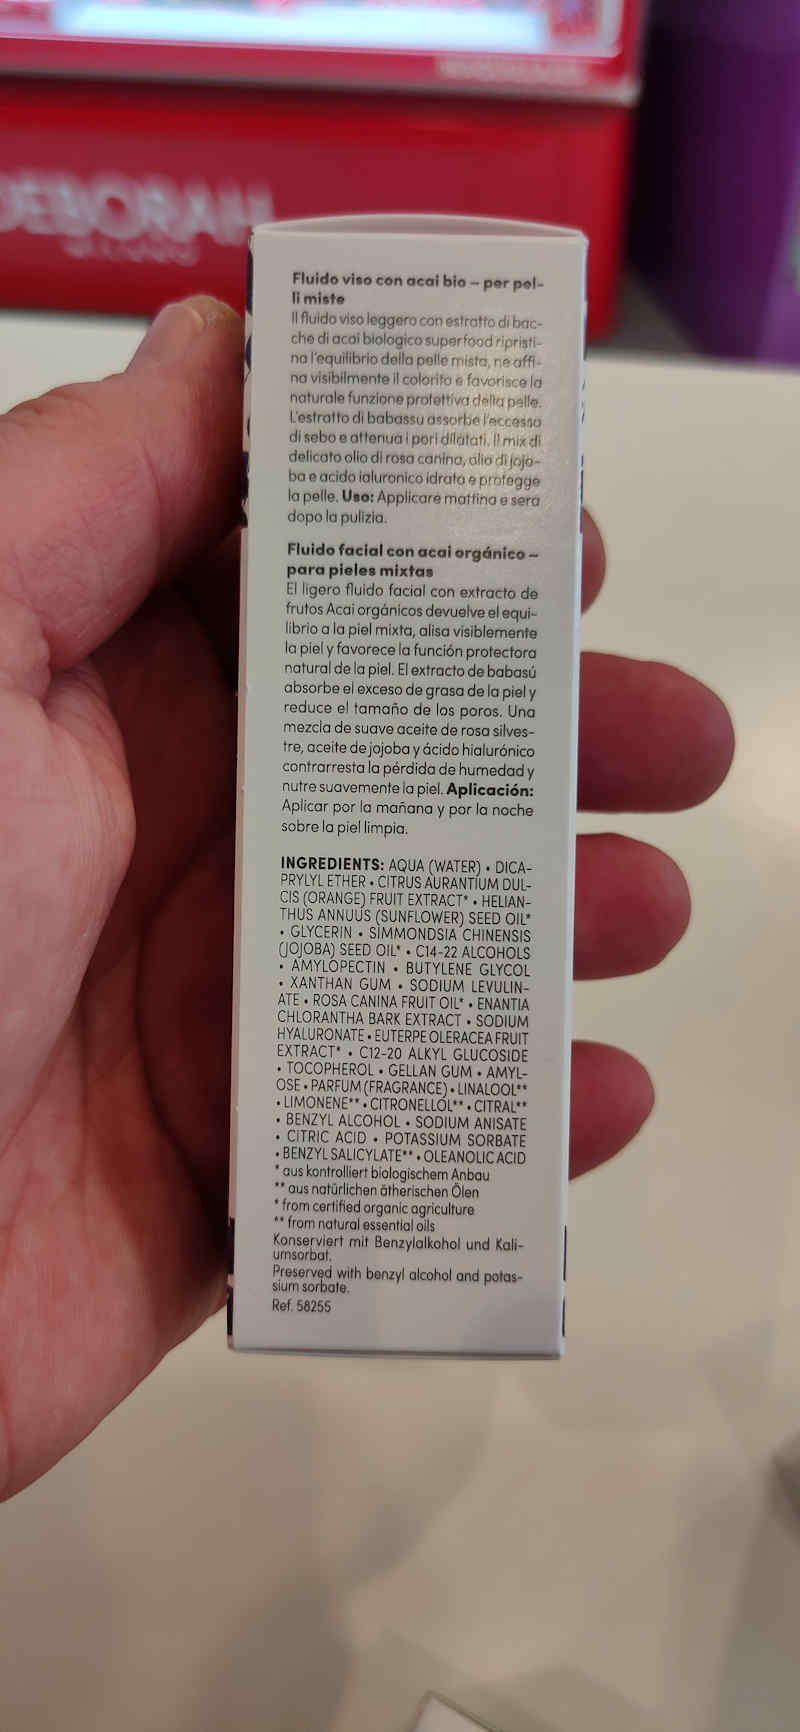 DEBORAH
MILANO
Fluido viso con acai bio – per pel-
li miste
Il fluido viso leggero con estratto di bac-
che di acai biologico superfood ripristi-
na l'equilibrio della pelle mista, ne affi-
na visibilmente il colorito e favorisce la
naturale funzione protettiva della pelle.
L'estratto di babassu assorbe l'eccesso
di sebo e attenua i pori dilatati. Il mix di
delicato olio di rosa canina, olio di jojo-
ba e acido ialuronico idrata e protegge
la pelle. Uso: Applicare mattina e sera
dopo la pulizia.
Fluido facial con acai orgánico –
para pieles mixtas
El ligero fluido facial con extracto de
frutos Acai orgánicos devuelve el equi-
librio a la piel mixta, alisa visiblemente
la piel y favorece la función protectora
natural de la piel. El extracto de babasú
absorbe el exceso de grasa de la piel y
reduce el tamaño de los poros. Una
mezcla de suave aceite de rosa silves-
tre, aceite de jojoba y ácido hialurónico
contrarresta la pérdida de humedad y
nutre suavemente la piel. Aplicación:
Aplicar por la mañana y por la noche
sobre la piel limpia.
INGREDIENTS: AQUA (WATER) • DICA-
PRYLYL ETHER • CITRUS AURANTIUM DUL-
CIS (ORANGE) FRUIT EXTRACT* • HELIAN-
THUS ANNUUS (SUNFLOWER) SEED OIL*
• GLYCERIN • SIMMONDSIA CHINENSIS
(JOJOBA) SEED OIL* • C14-22 ALCOHOLS
• AMYLOPECTIN • BUTYLENE GLYCOL
• XANTHAN GUM • SODIUM LEVULIN-
ATE • ROSA CANINA FRUIT OIL* • ENANTIA
CHLORANTHA BARK EXTRACT • SODIUM
HYALURONATE • EUTERPE OLERACEA FRUIT
EXTRACT* • C12-20 ALKYL GLUCOSIDE
• TOCOPHEROL • GELLAN GUM • AMYL-
OSE • PARFUM (FRAGRANCE) • LINALOOL**
• LIMONENE** • CITRONELLOL** • CITRAL**
• BENZYL ALCOHOL • SODIUM ANISATE
• CITRIC ACID • POTASSIUM SORBATE
• BENZYL SALICYLATE** • OLEANOLIC ACID
* aus kontrolliert biologischem Anbau
** aus natürlichen ätherischen Ölen
* from certified organic agriculture
** from natural essential oils
Konserviert mit Benzylalkohol und Kali-
umsorbat.
Preserved with benzyl alcohol and potas-
sium sorbate.
Ref. 58255